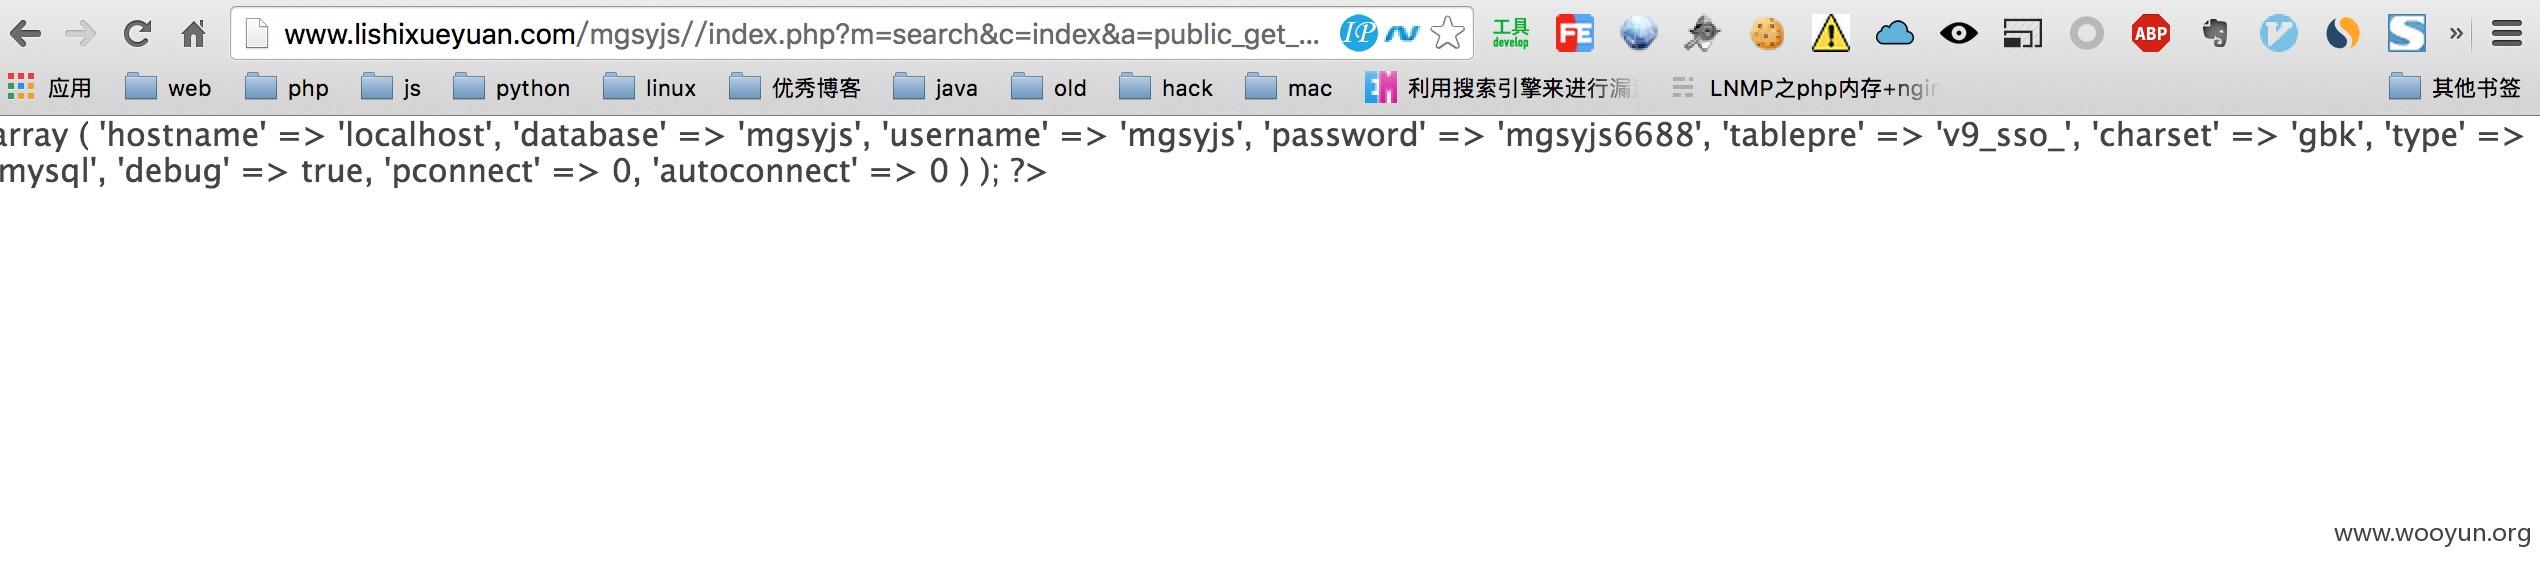 www.lishixueyuan.com/mgsyjs//index.php?m=search&c=index&a=public_get_...
IP
工具
develop
FE
ABP
»
应用 web php js python linux 优秀博客 java old hack mac 利用搜索引擎来进行漏 LNMP之php内存+ngin 其他书签
array ( 'hostname' => 'localhost', 'database' => 'mgsyjs', 'username' => 'mgsyjs', 'password' => 'mgsyjs6688', 'tablepre' => 'v9_sso_', 'charset' => 'gbk', 'type' =>
mysql', 'debug' => true, 'pconnect' => 0, 'autoconnect' => 0 ) ); ?>
www.wooyun.org